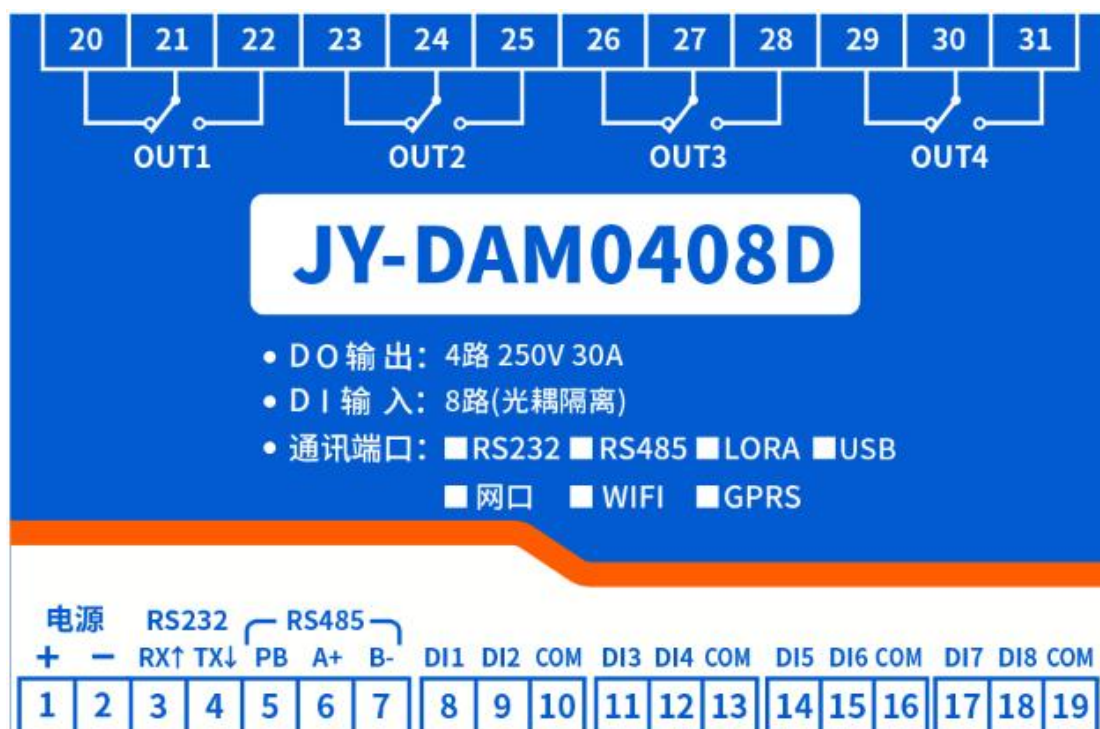 20 21 22 23 24 25 26 27 28 29 30 31
OUT1 OUT2 OUT3 OUT4
JY-DAM0408D
DO输出：4路 250V 30A
DI输入：8路(光耦隔离)
通讯端口：RS232 RS485 LORA USB
网口 WIFI GPRS
电源 RS232 RS485
+ − RX↑ TX↓ PB A+ B- DI1 DI2 COM DI3 DI4 COM DI5 DI6 COM DI7 DI8 COM
1 2 3 4 5 6 7 8 9 10 11 12 13 14 15 16 17 18 19